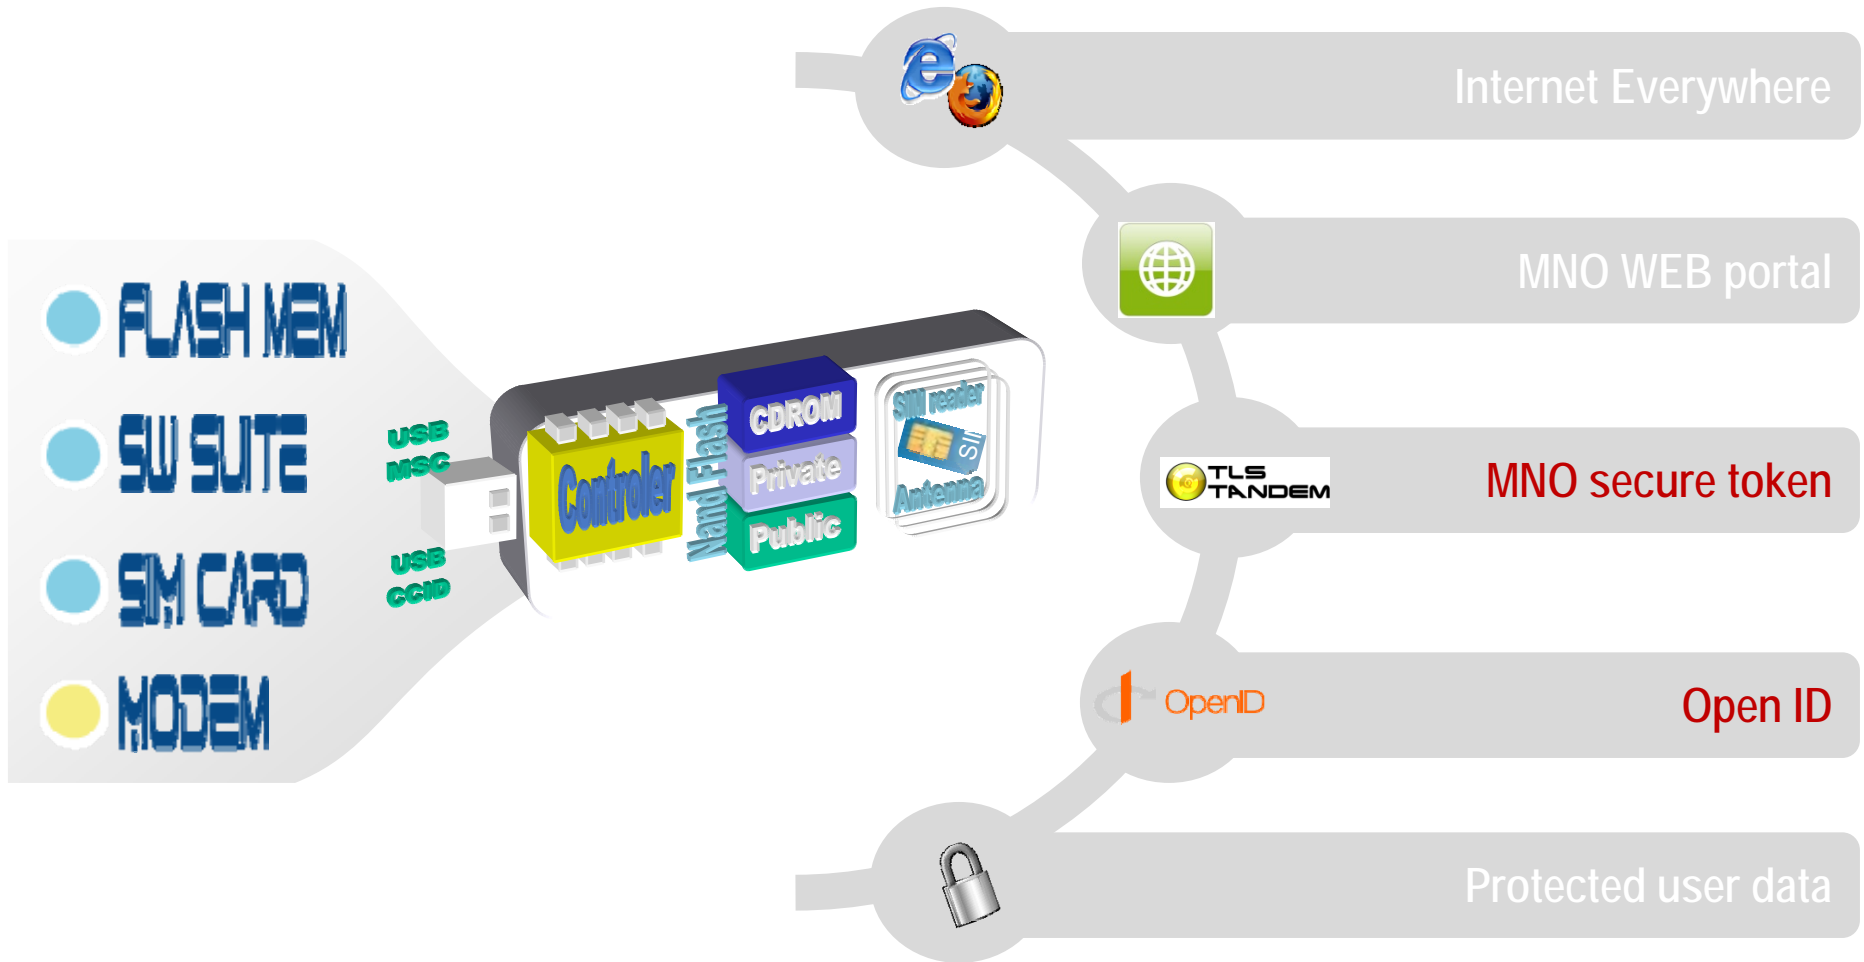 FLASH MEM
SW SUITE
SIM CARD
MODEM
USB
MSC
USB
CCID
Controler
Nand Flash
CDROM
Private
Public
SIM reader
SI
Antenna
Internet Everywhere
MNO WEB portal
TLS
TANDEM
MNO secure token
OpenID
Open ID
Protected user data